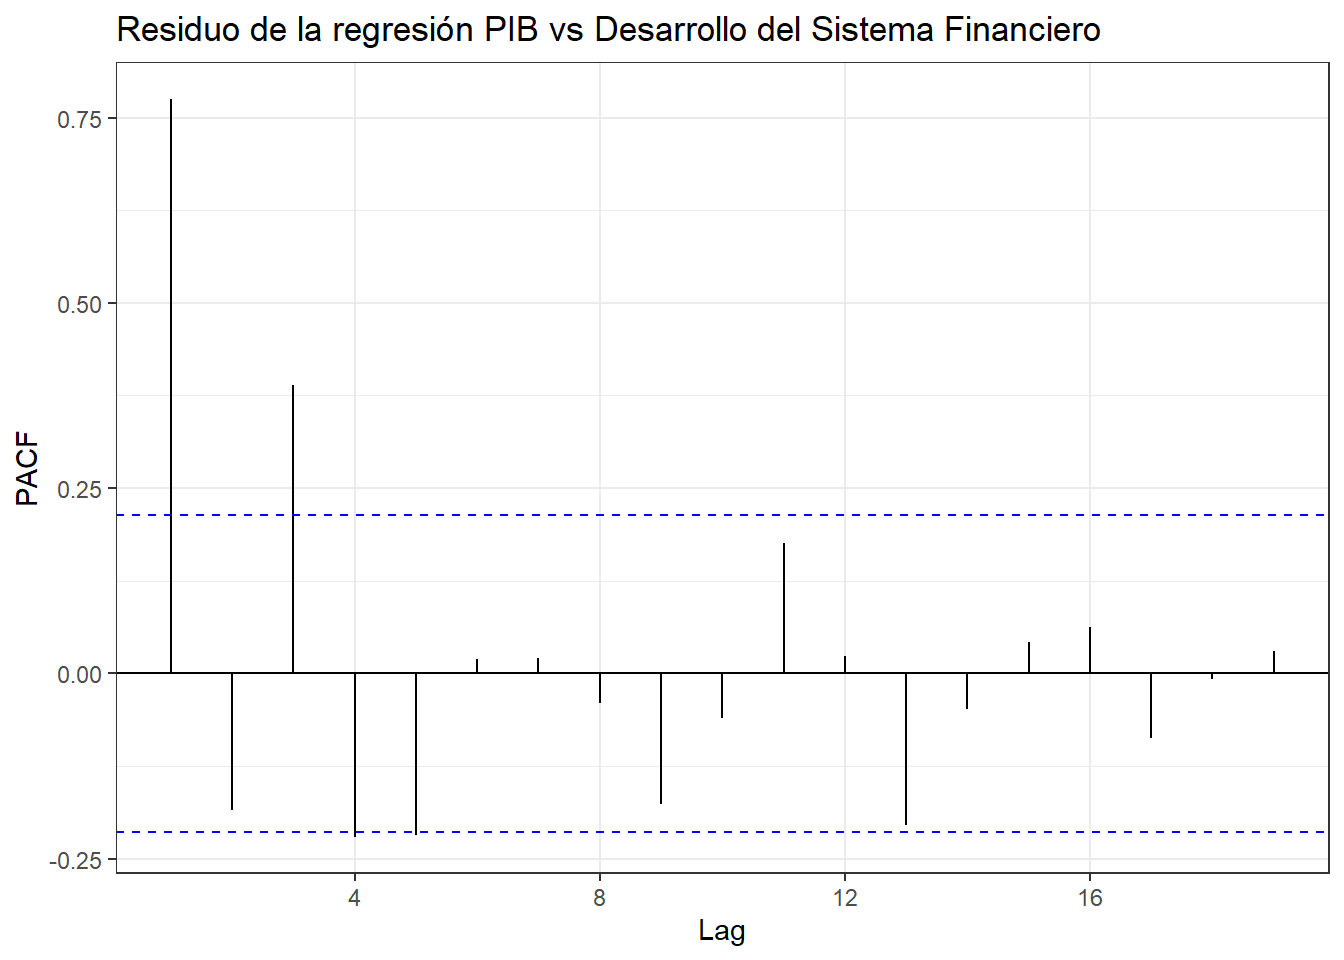 Residuo de la regresión PIB vs Desarrollo del Sistema Financiero
0.75
0.50
0.25
0.00
-0.25
PACF
4 8 12 16
Lag